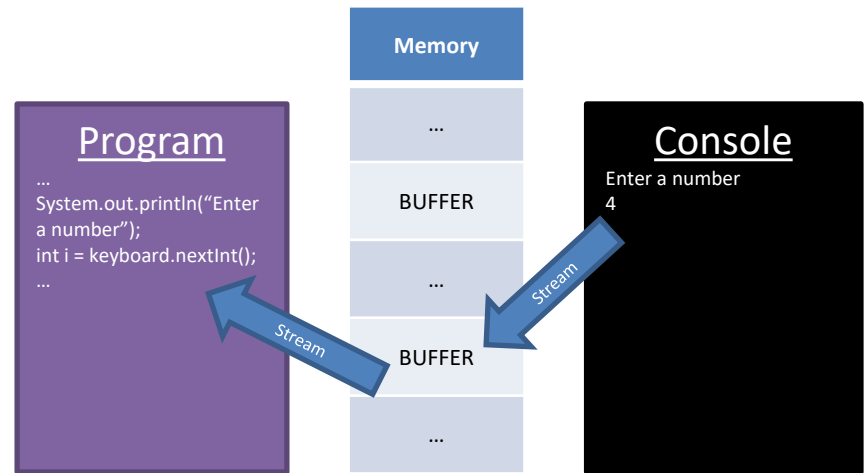 Memory
Program
...
System.out.println(“Enter
a number”);
int i = keyboard.nextInt();
...
Stream
...
BUFFER
...
BUFFER
...
Stream
Console
Enter a number
4